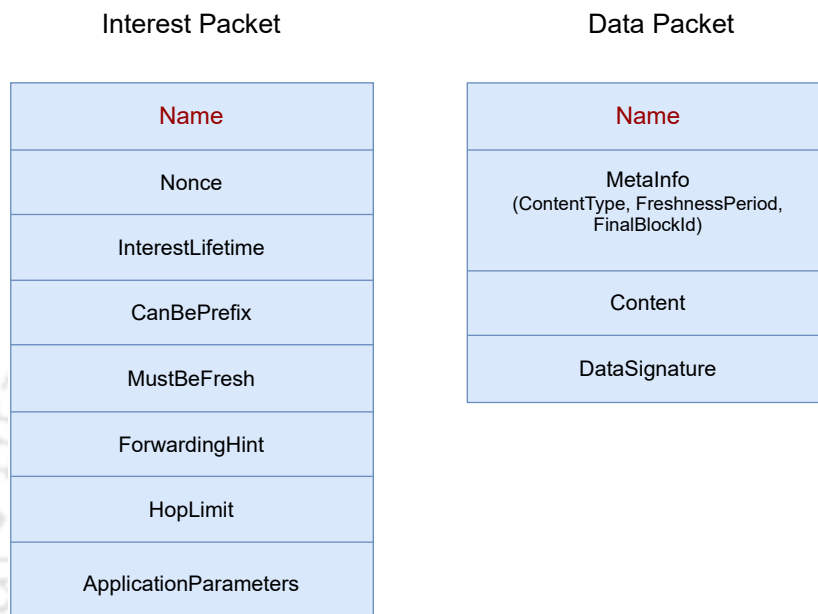 Interest Packet
Name
Nonce
InterestLifetime
CanBePrefix
MustBeFresh
ForwardingHint
HopLimit
ApplicationParameters
Data Packet
Name
MetaInfo
(ContentType, FreshnessPeriod,
FinalBlockId)
Content
DataSignature